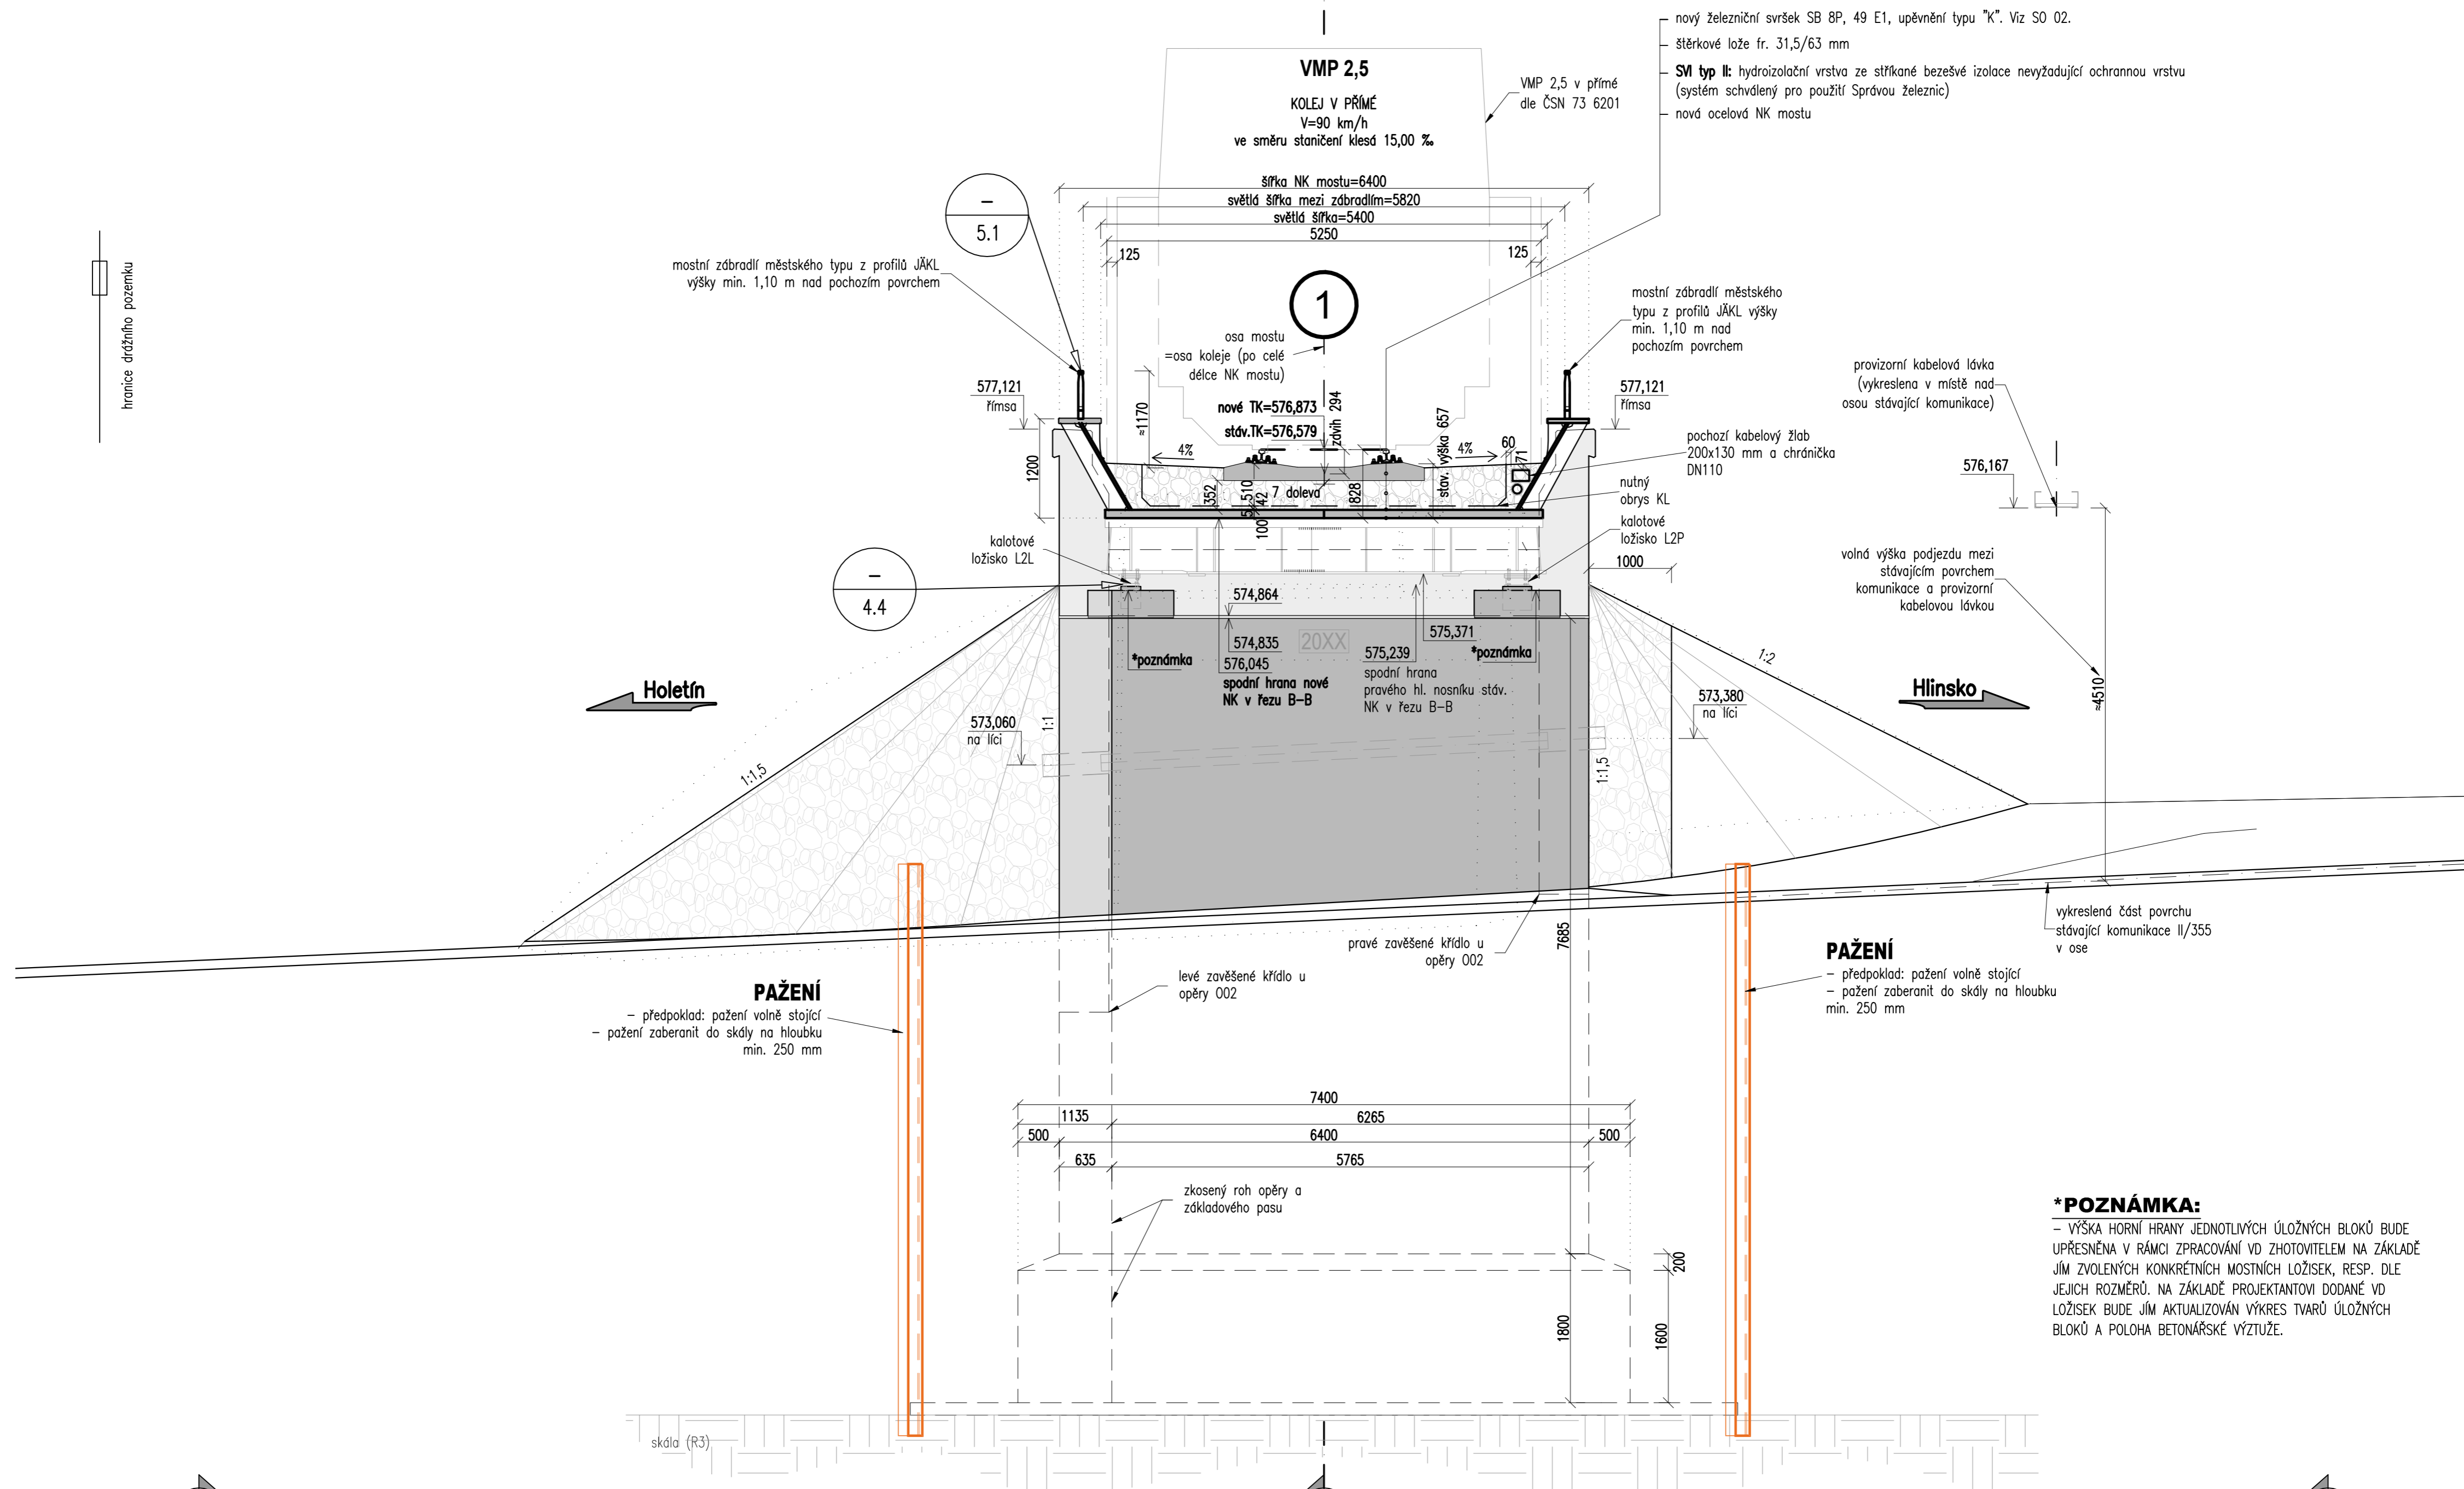 nový železniční svršek SB 8P, 49 E1, upěvnění typu "K". Viz SO 02.
štěrkové lože fr. 31,5/63 mm
SVI typ II: hydroizolační vrstva ze stříkané bezešvé izolace nevyžadující ochrannou vrstvu
(systém schválený pro použití Správou železnic)
nová ocelová NK mostu
VMP 2,5
KOLEJ V PŘÍMÉ
V=90 km/h
ve směru staničení klesá 15,00 ‰
VMP 2,5 v přímé
dle ČSN 73 6201
šířka NK mostu=6400
světlá šířka mezi zábradlím=5820
světlá šířka=5400
5250
125
125
–
5.1
hranice drážního pozemku
mostní zábradlí městského typu z profilů JÄKL
výšky min. 1,10 m nad pochozím povrchem
1
osa mostu
=osa koleje (po celé
délce NK mostu)
mostní zábradlí městského
typu z profilů JÄKL výšky
min. 1,10 m nad
pochozím povrchem
provizorní kabelová lávka
(vykreslena v místě nad
osou stávající komunikace)
577,121
římsa
577,121
římsa
≈1170
nové TK=576,873
stáv.TK=576,579
zdvih 294
stav. výška 657
4%
4%
60
71
pochozí kabelový žlab
200x130 mm a chránička
DN110
576,167
1200
352
510
42
5
100
7 doleva
828
nutný
obrys KL
kalotové
ložisko L2L
kalotové
ložisko L2P
1000
volná výška podjezdu mezi
stávajícím povrchem
komunikace a provizorní
kabelovou lávkou
–
4.4
574,864
574,835
20XX
575,371
*poznámka
576,045
spodní hrana nové
NK v řezu B–B
575,239
spodní hrana
pravého hl. nosníku stáv.
NK v řezu B–B
*poznámka
1:2
Holetín
Hlinsko
≈4510
573,060
na líci
1:1
573,380
na líci
1:1,5
1:1,5
vykreslená část povrchu
stávající komunikace II/355
v ose
7685
pravé zavěšené křídlo u
opěry O02
levé zavěšené křídlo u
opěry O02
PAŽENÍ
– předpoklad: pažení volně stojící
– pažení zaberanit do skály na hloubku
min. 250 mm
PAŽENÍ
– předpoklad: pažení volně stojící
– pažení zaberanit do skály na hloubku
min. 250 mm
7400
1135
6265
500
6400
500
635
5765
zkosený roh opěry a
základového pasu
200
1800
1600
*POZNÁMKA:
– VÝŠKA HORNÍ HRANY JEDNOTLIVÝCH ÚLOŽNÝCH BLOKŮ BUDE
UPŘESNĚNA V RÁMCI ZPRACOVÁNÍ VD ZHOTOVITELEM NA ZÁKLADĚ
JÍM ZVOLENÝCH KONKRÉTNÍCH MOSTNÍCH LOŽISEK, RESP. DLE
JEJICH ROZMĚRŮ. NA ZÁKLADĚ PROJEKTANTOVI DODANÉ VD
LOŽISEK BUDE JÍM AKTUALIZOVÁN VÝKRES TVARŮ ÚLOŽNÝCH
BLOKŮ A POLOHA BETONÁŘSKÉ VÝZTUŽE.
skála (R3)